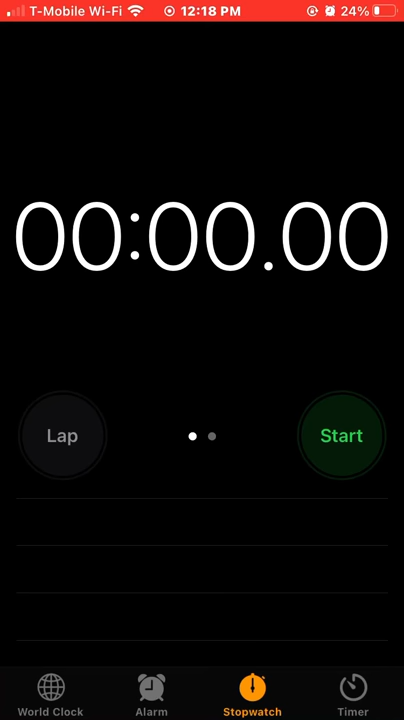 T-Mobile Wi-Fi 12:18 PM 24%
00:00.00
Lap Start
World Clock Alarm Stopwatch Timer